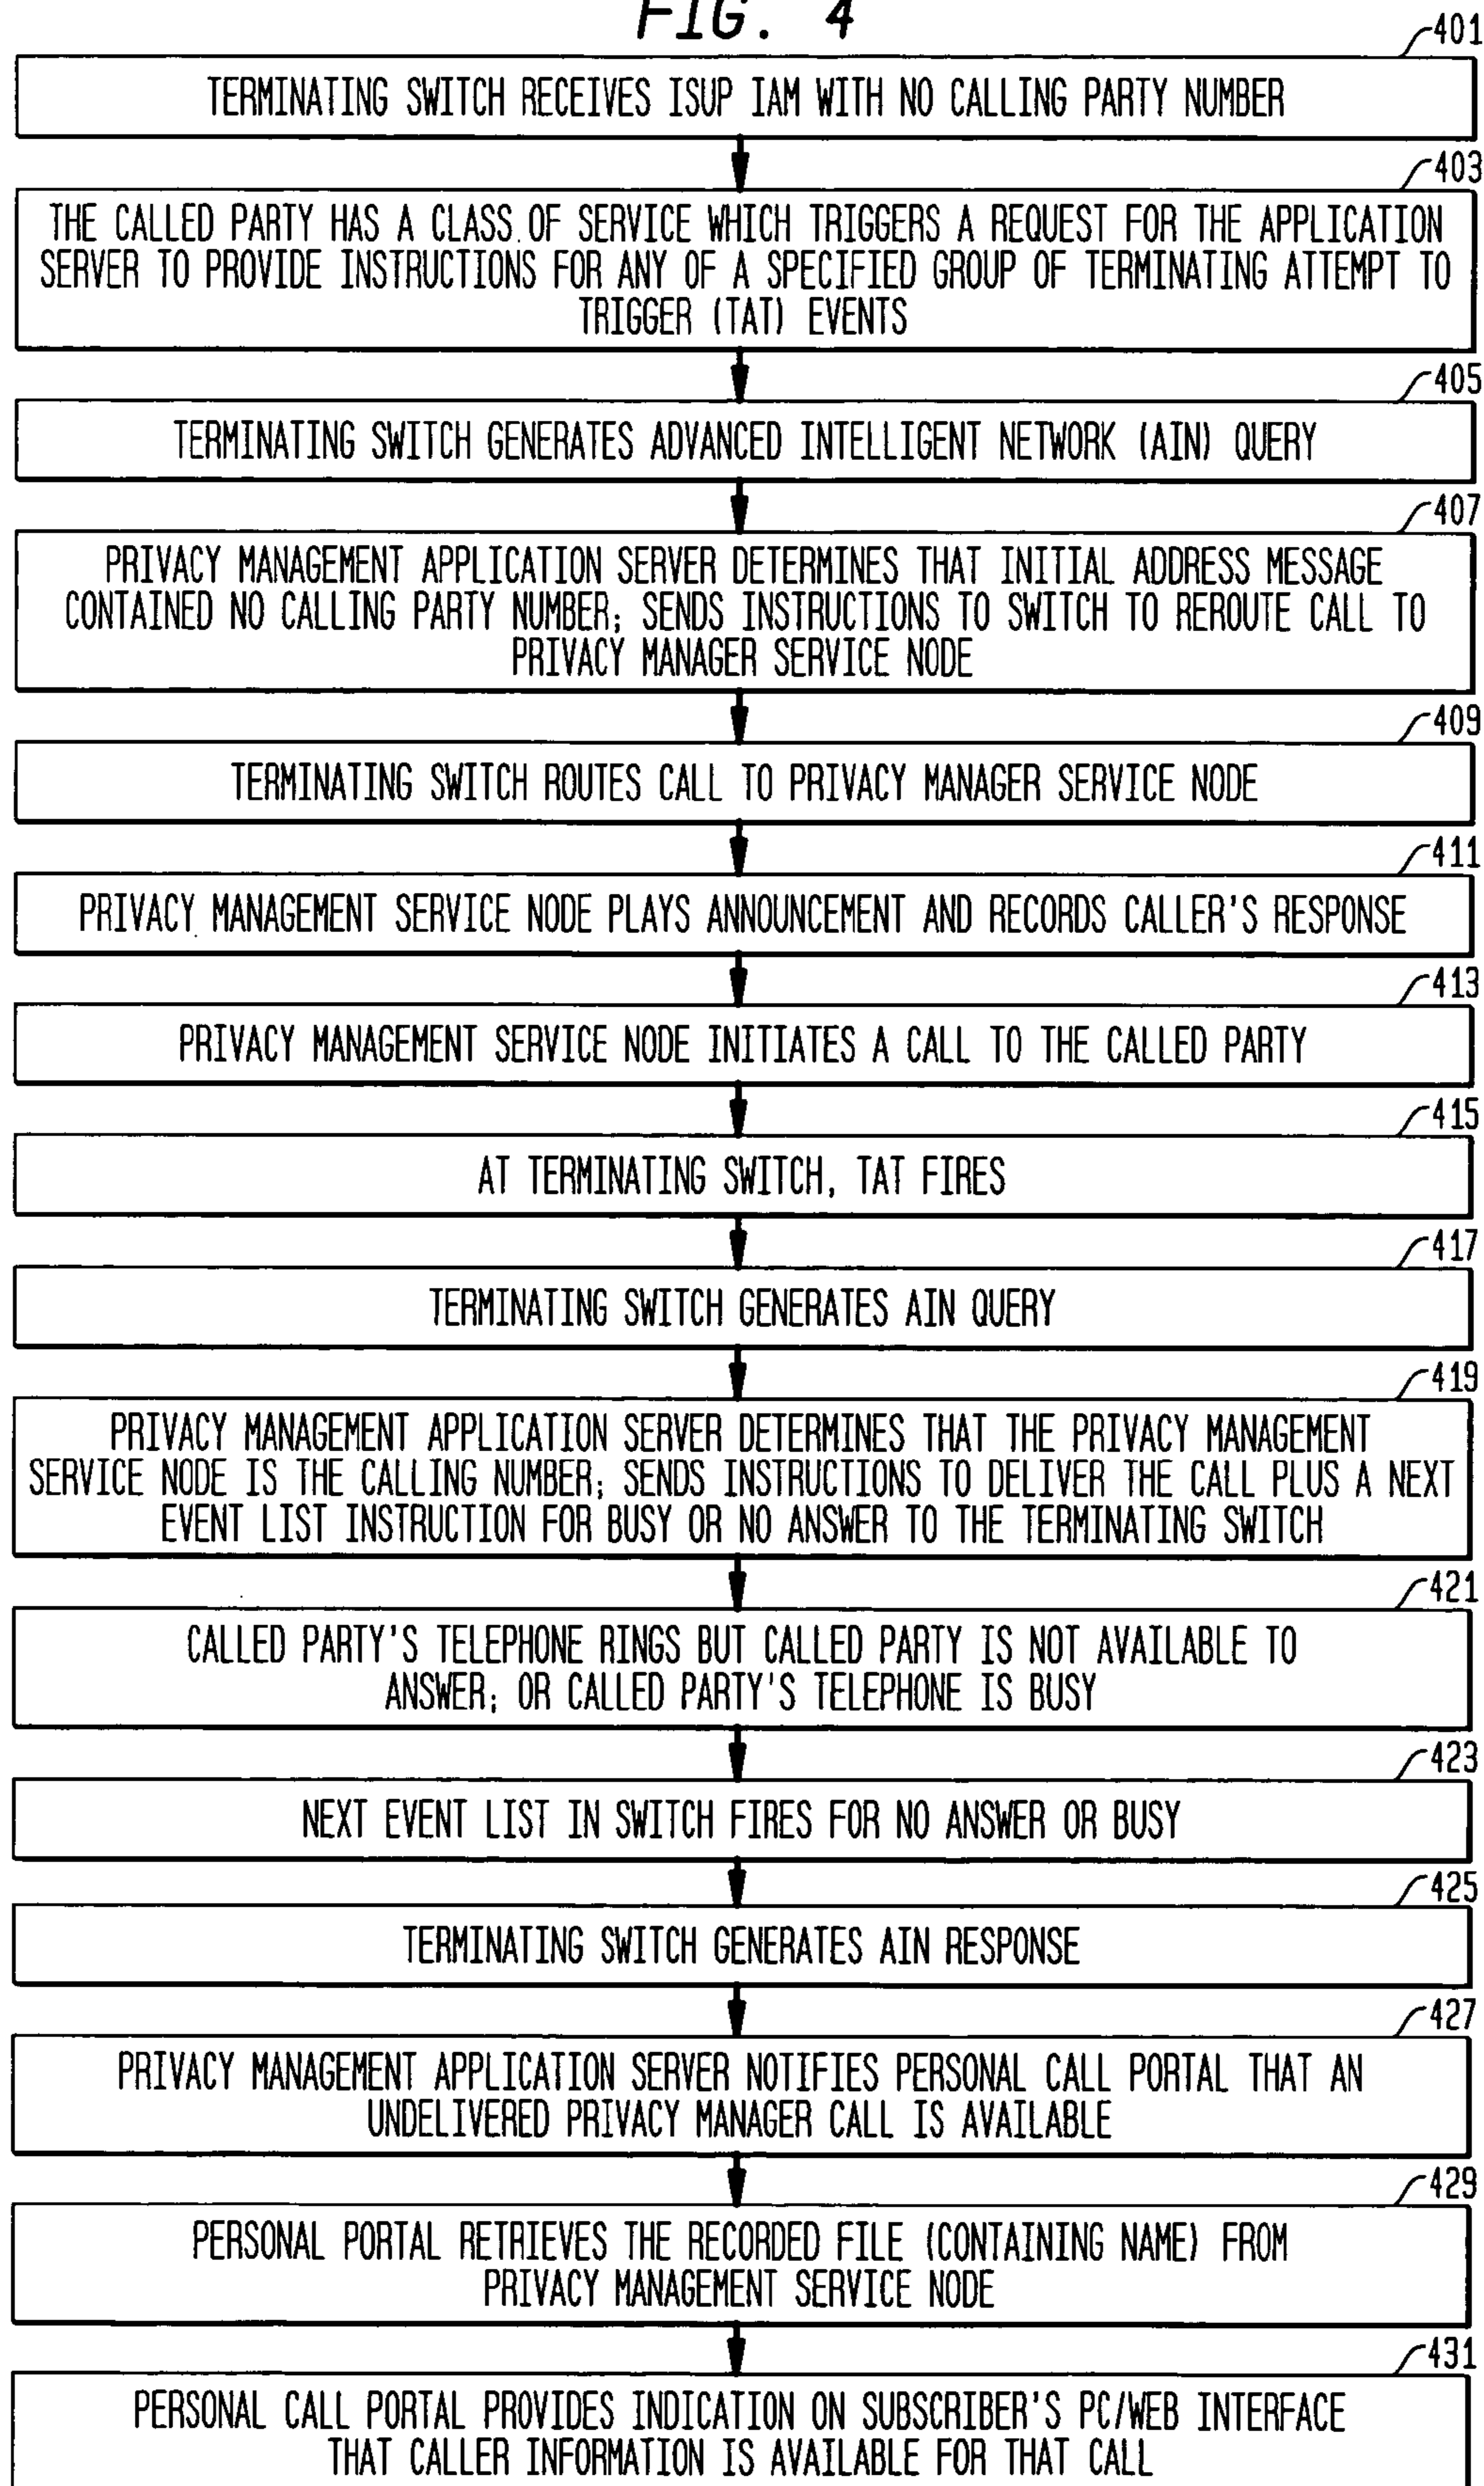 FIG. 4
401
TERMINATING SWITCH RECEIVES ISUP IAM WITH NO CALLING PARTY NUMBER
403
THE CALLED PARTY HAS A CLASS OF SERVICE WHICH TRIGGERS A REQUEST FOR THE APPLICATION
SERVER TO PROVIDE INSTRUCTIONS FOR ANY OF A SPECIFIED GROUP OF TERMINATING ATTEMPT TO
TRIGGER (TAT) EVENTS
405
TERMINATING SWITCH GENERATES ADVANCED INTELLIGENT NETWORK (AIN) QUERY
407
PRIVACY MANAGEMENT APPLICATION SERVER DETERMINES THAT INITIAL ADDRESS MESSAGE
CONTAINED NO CALLING PARTY NUMBER; SENDS INSTRUCTIONS TO SWITCH TO REROUTE CALL TO
PRIVACY MANAGER SERVICE NODE
409
TERMINATING SWITCH ROUTES CALL TO PRIVACY MANAGER SERVICE NODE
411
PRIVACY MANAGEMENT SERVICE NODE PLAYS ANNOUNCEMENT AND RECORDS CALLER'S RESPONSE
413
PRIVACY MANAGEMENT SERVICE NODE INITIATES A CALL TO THE CALLED PARTY
415
AT TERMINATING SWITCH, TAT FIRES
417
TERMINATING SWITCH GENERATES AIN QUERY
419
PRIVACY MANAGEMENT APPLICATION SERVER DETERMINES THAT THE PRIVACY MANAGEMENT
SERVICE NODE IS THE CALLING NUMBER; SENDS INSTRUCTIONS TO DELIVER THE CALL PLUS A NEXT
EVENT LIST INSTRUCTION FOR BUSY OR NO ANSWER TO THE TERMINATING SWITCH
421
CALLED PARTY'S TELEPHONE RINGS BUT CALLED PARTY IS NOT AVAILABLE TO
ANSWER; OR CALLED PARTY'S TELEPHONE IS BUSY
423
NEXT EVENT LIST IN SWITCH FIRES FOR NO ANSWER OR BUSY
425
TERMINATING SWITCH GENERATES AIN RESPONSE
427
PRIVACY MANAGEMENT APPLICATION SERVER NOTIFIES PERSONAL CALL PORTAL THAT AN
UNDELIVERED PRIVACY MANAGER CALL IS AVAILABLE
429
PERSONAL PORTAL RETRIEVES THE RECORDED FILE (CONTAINING NAME) FROM
PRIVACY MANAGEMENT SERVICE NODE
431
PERSONAL CALL PORTAL PROVIDES INDICATION ON SUBSCRIBER'S PC/WEB INTERFACE
THAT CALLER INFORMATION IS AVAILABLE FOR THAT CALL